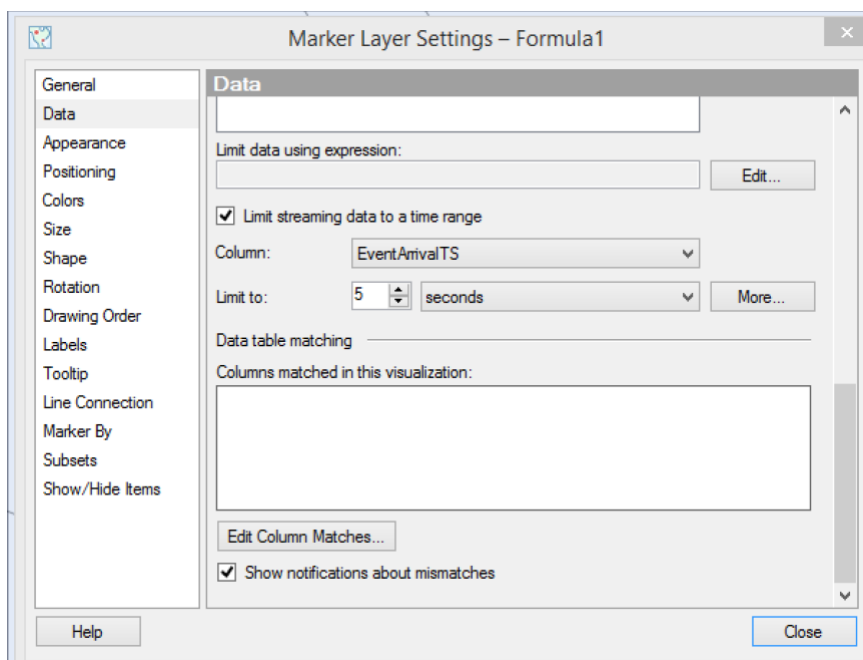 Marker Layer Settings – Formula1
General
Data
Appearance
Positioning
Colors
Size
Shape
Rotation
Drawing Order
Labels
Tooltip
Line Connection
Marker By
Subsets
Show/Hide Items
Data
Limit data using expression:
Edit...
Limit streaming data to a time range
Column: EventArrivalTS
Limit to: 5 seconds More...
Data table matching
Columns matched in this visualization:
Edit Column Matches...
Show notifications about mismatches
Help Close